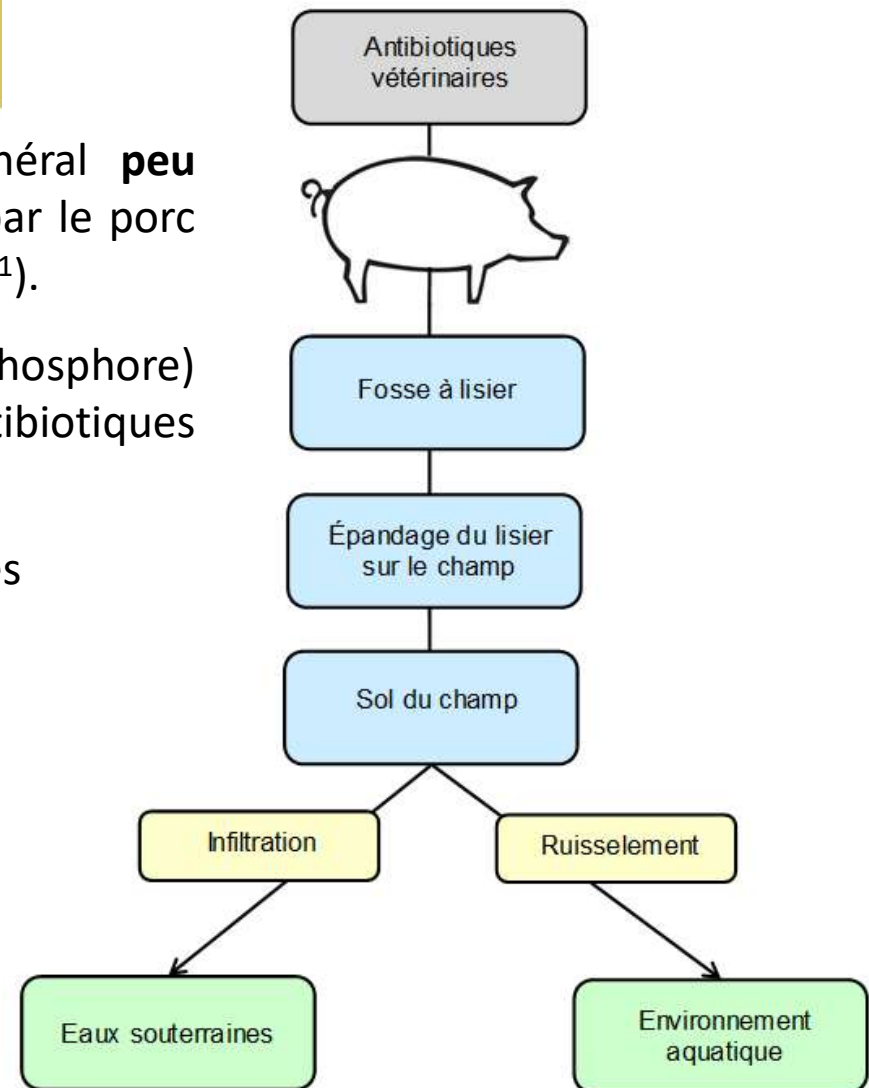 Antibiotiques
vétérinaires
néral peu
par le porc
1).
hosphore)
tibiotiques
es
Fosse à lisier
Épandage du lisier
sur le champ
Sol du champ
Infiltration
Ruisselement
Eaux souterraines
Environnement
aquatique